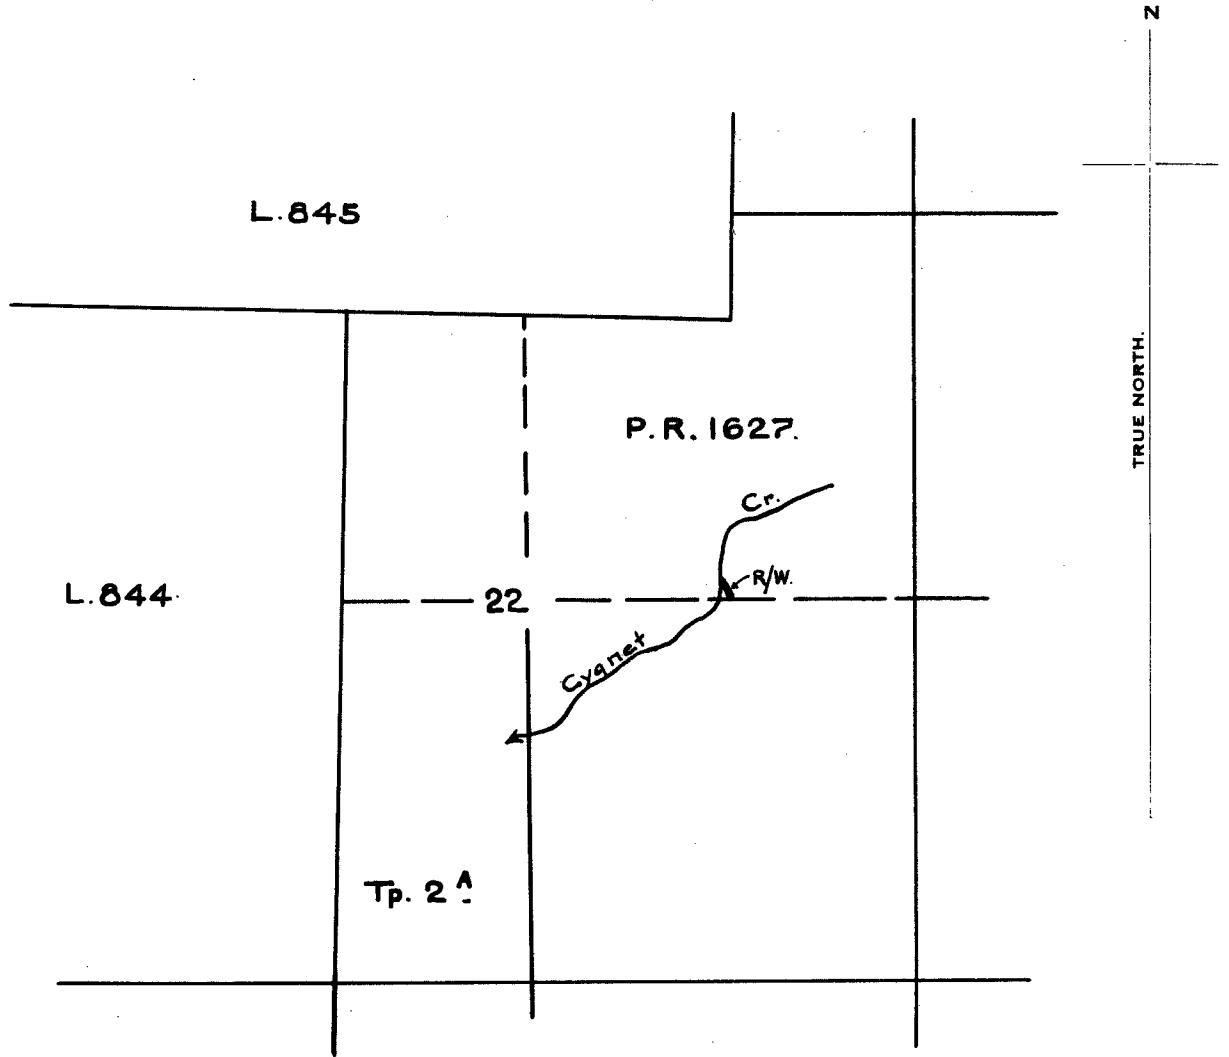 N
L.845
TRUE NORTH.
P.R. 1627.
Cr.
R/W.
L.844
22
Cygnet
Tp. 2 A